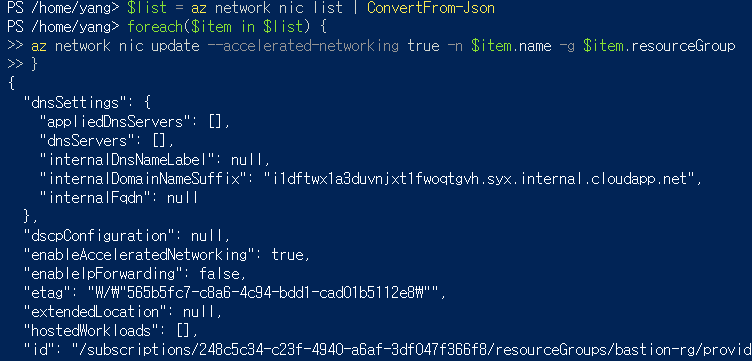 PS /home/yang> $list = az network nic list | ConvertFrom-Json
PS /home/yang> foreach($item in $list) {
>> az network nic update --accelerated-networking true -n $item.name -g $item.resourceGroup
>> }
{
  "dnsSettings": {
    "appliedDnsServers": [],
    "dnsServers": [],
    "internalDnsNameLabel": null,
    "internalDomainNameSuffix": "i1dftwx1a3duvnjxt1fwoqtgvh.syx.internal.cloudapp.net",
    "internalFqdn": null
  },
  "dscpConfiguration": null,
  "enableAcceleratedNetworking": true,
  "enableIpForwarding": false,
  "etag": "W/₩"565b5fc7-c8a6-4c94-bdd1-cad01b5112e8₩"",
  "extendedLocation": null,
  "hostedWorkloads": [],
  "id": "/subscriptions/248c5c34-c23f-4940-a6af-3df047f366f8/resourceGroups/bastion-rg/provid